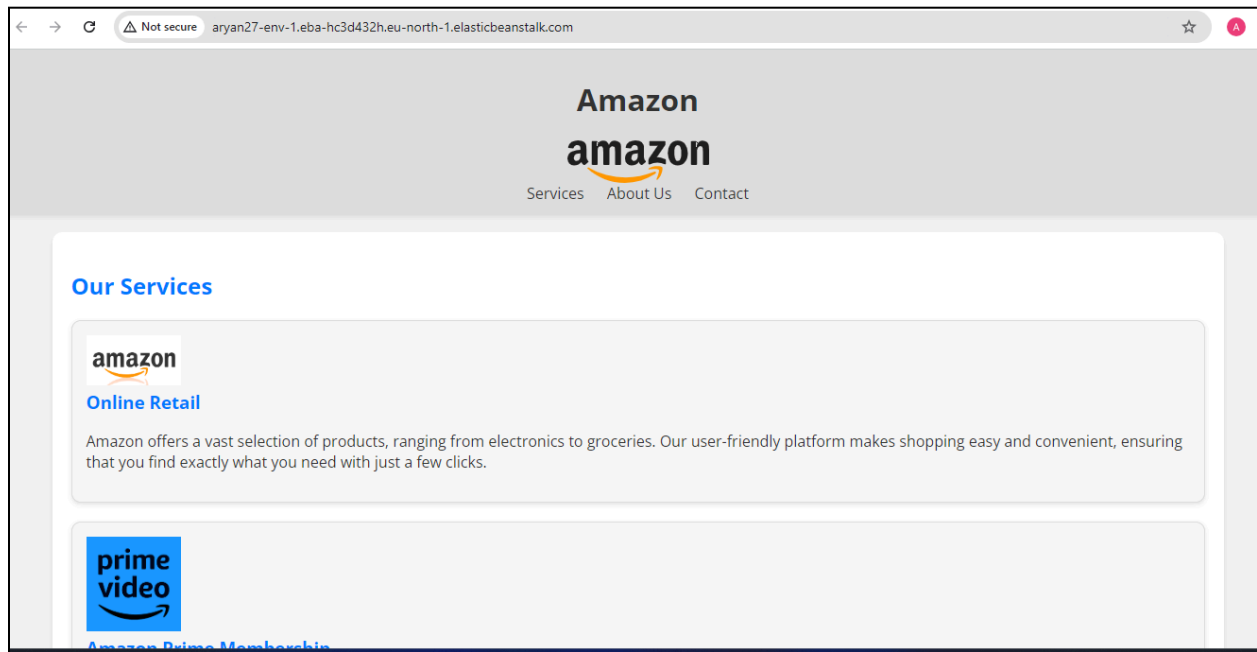 Not secure aryan27-env-1.eba-hc3d432h.eu-north-1.elasticbeanstalk.com A
Amazon
amazon
Services About Us Contact
Our Services
amazon
Online Retail
Amazon offers a vast selection of products, ranging from electronics to groceries. Our user-friendly platform makes shopping easy and convenient, ensuring
that you find exactly what you need with just a few clicks.
prime
video
Amazon Prime Membership